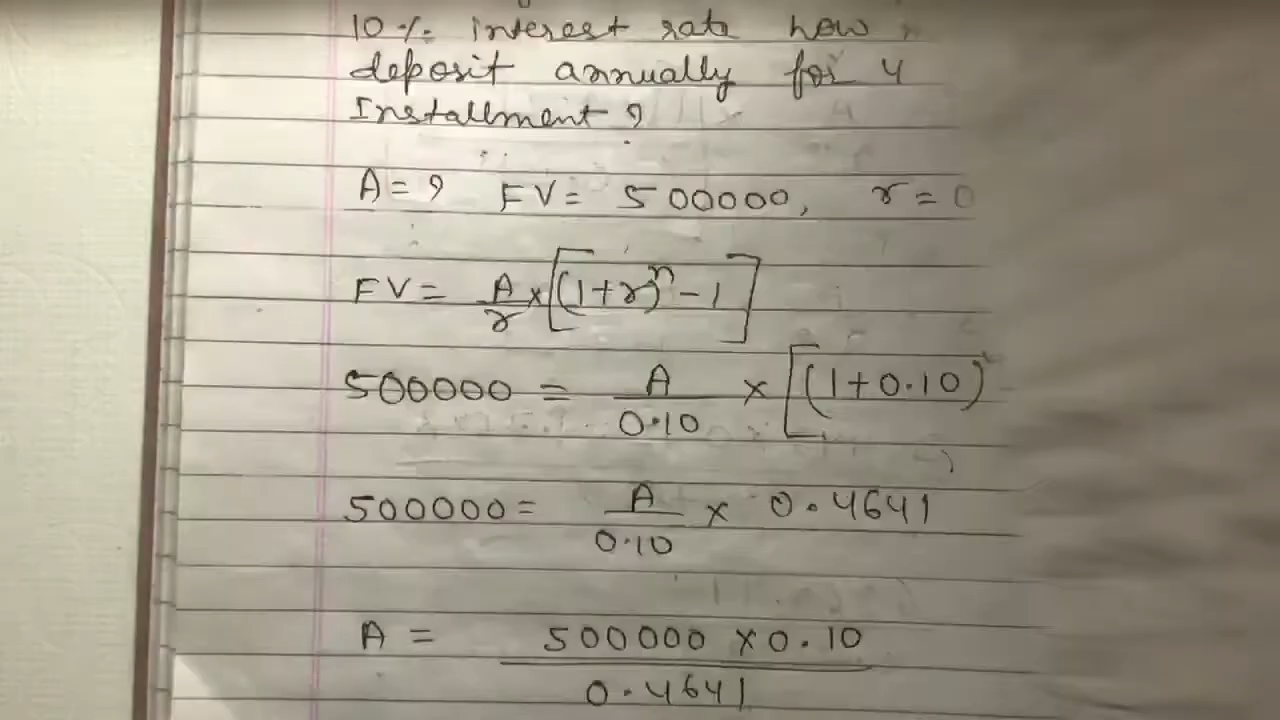 10 % interest rate how
deposit annually for 4
Installment ?
A = ? FV = 500000, r = 0
FV = A/r × [(1+r)^n - 1]
500000 = A/0.10 × [(1+0.10)
500000 = A/0.10 × 0.4641
A = 500000 × 0.10 / 0.4641